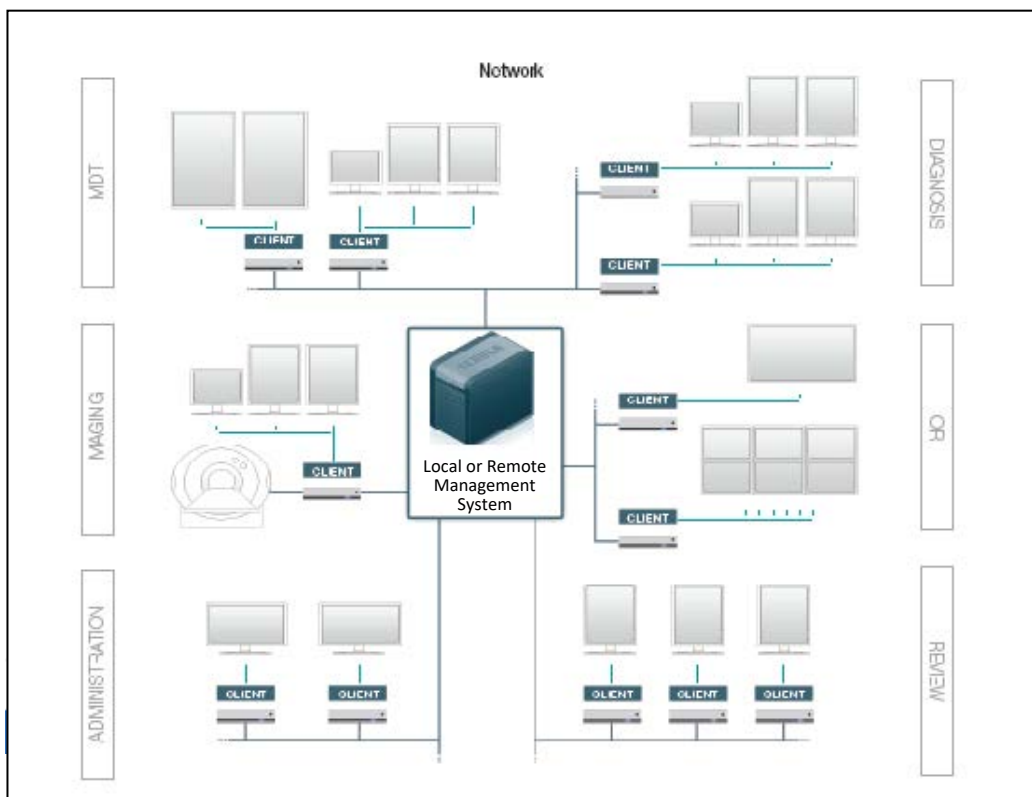 Network
MDT
CLIENT
CLIENT
CLIENT
CLIENT
DIAGNOSIS
MAGING
CLIENT
Local or Remote
Management
System
CLIENT
CLIENT
OR
ADMINISTRATION
CLIENT
CLIENT
CLIENT
CLIENT
CLIENT
REVIEW